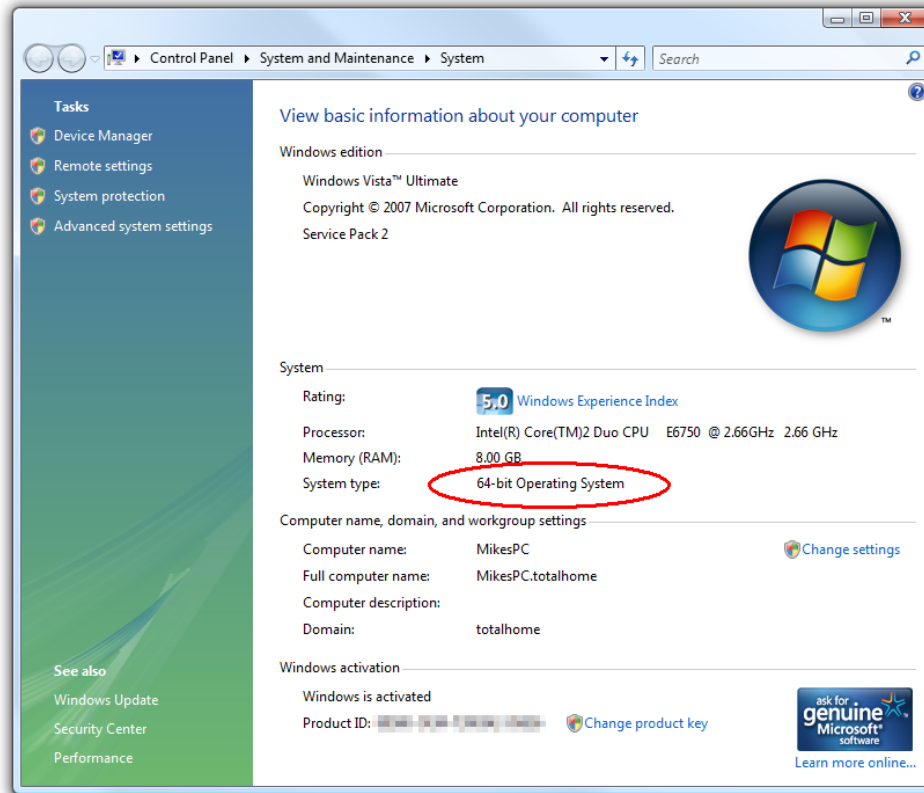 Control Panel System and Maintenance System Search
Tasks
Device Manager
Remote settings
System protection
Advanced system settings
See also
Windows Update
Security Center
Performance
View basic information about your computer
Windows edition
Windows Vista™ Ultimate
Copyright © 2007 Microsoft Corporation. All rights reserved.
Service Pack 2
TM
System
Rating: 5,0 Windows Experience Index
Processor: Intel(R) Core(TM)2 Duo CPU E6750 @ 2.66GHz 2.66 GHz
Memory (RAM): 8.00 GB
System type: 64-bit Operating System
Computer name, domain, and workgroup settings
Computer name: MikesPC Change settings
Full computer name: MikesPC.totalhome
Computer description:
Domain: totalhome
Windows activation
Windows is activated
Product ID: Change product key
ask for
genuine
Microsoft®
software
Learn more online...